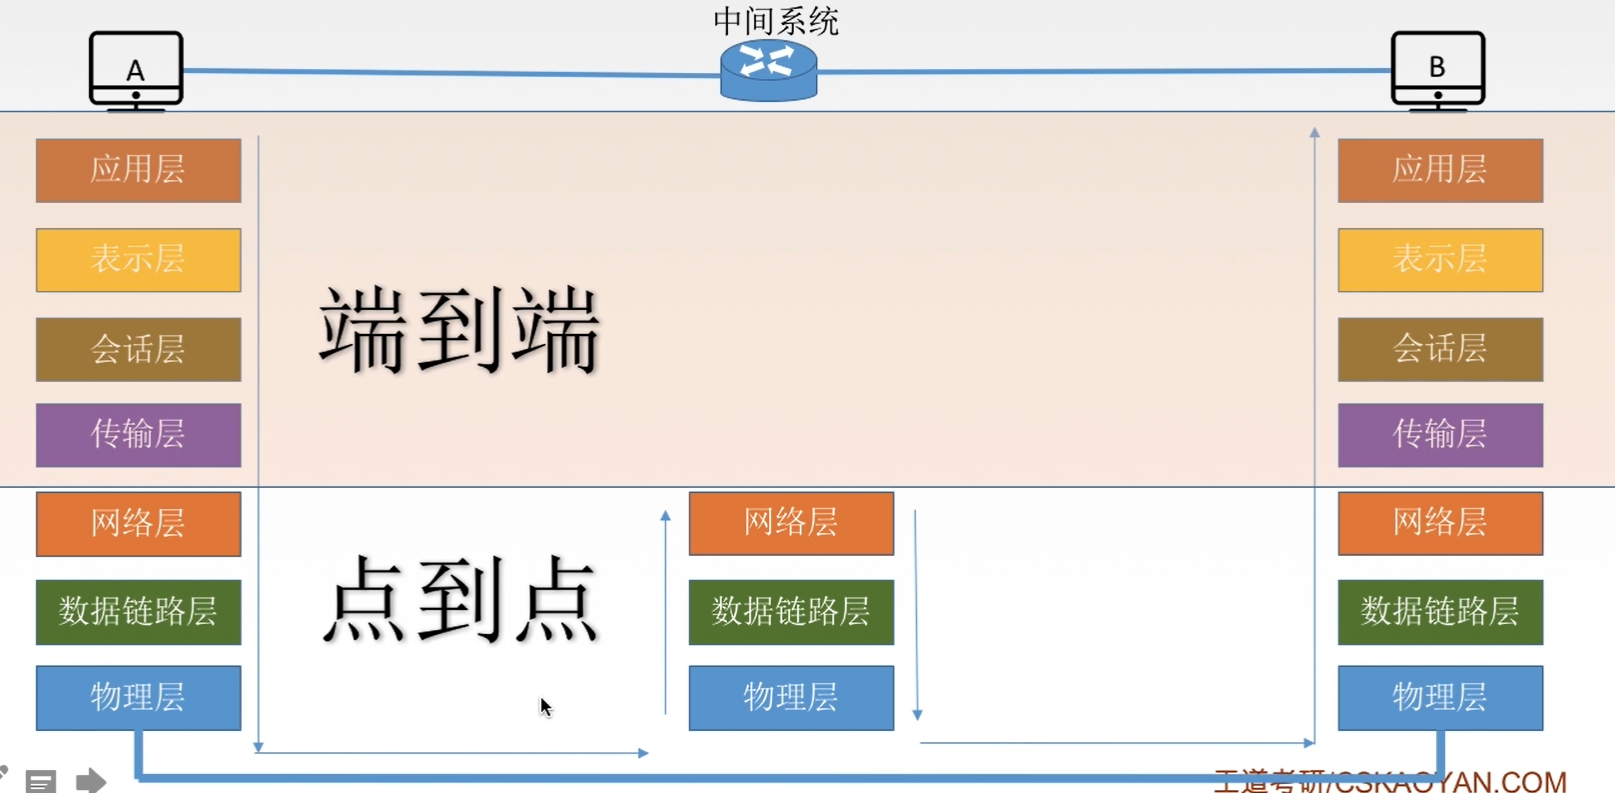 中间系统
A
B
应用层
应用层
表示层
表示层
端到端
会话层
会话层
传输层
传输层
网络层
网络层
网络层
点到点
数据链路层
数据链路层
数据链路层
物理层
物理层
物理层
王道考研/CSKAOYAN.COM